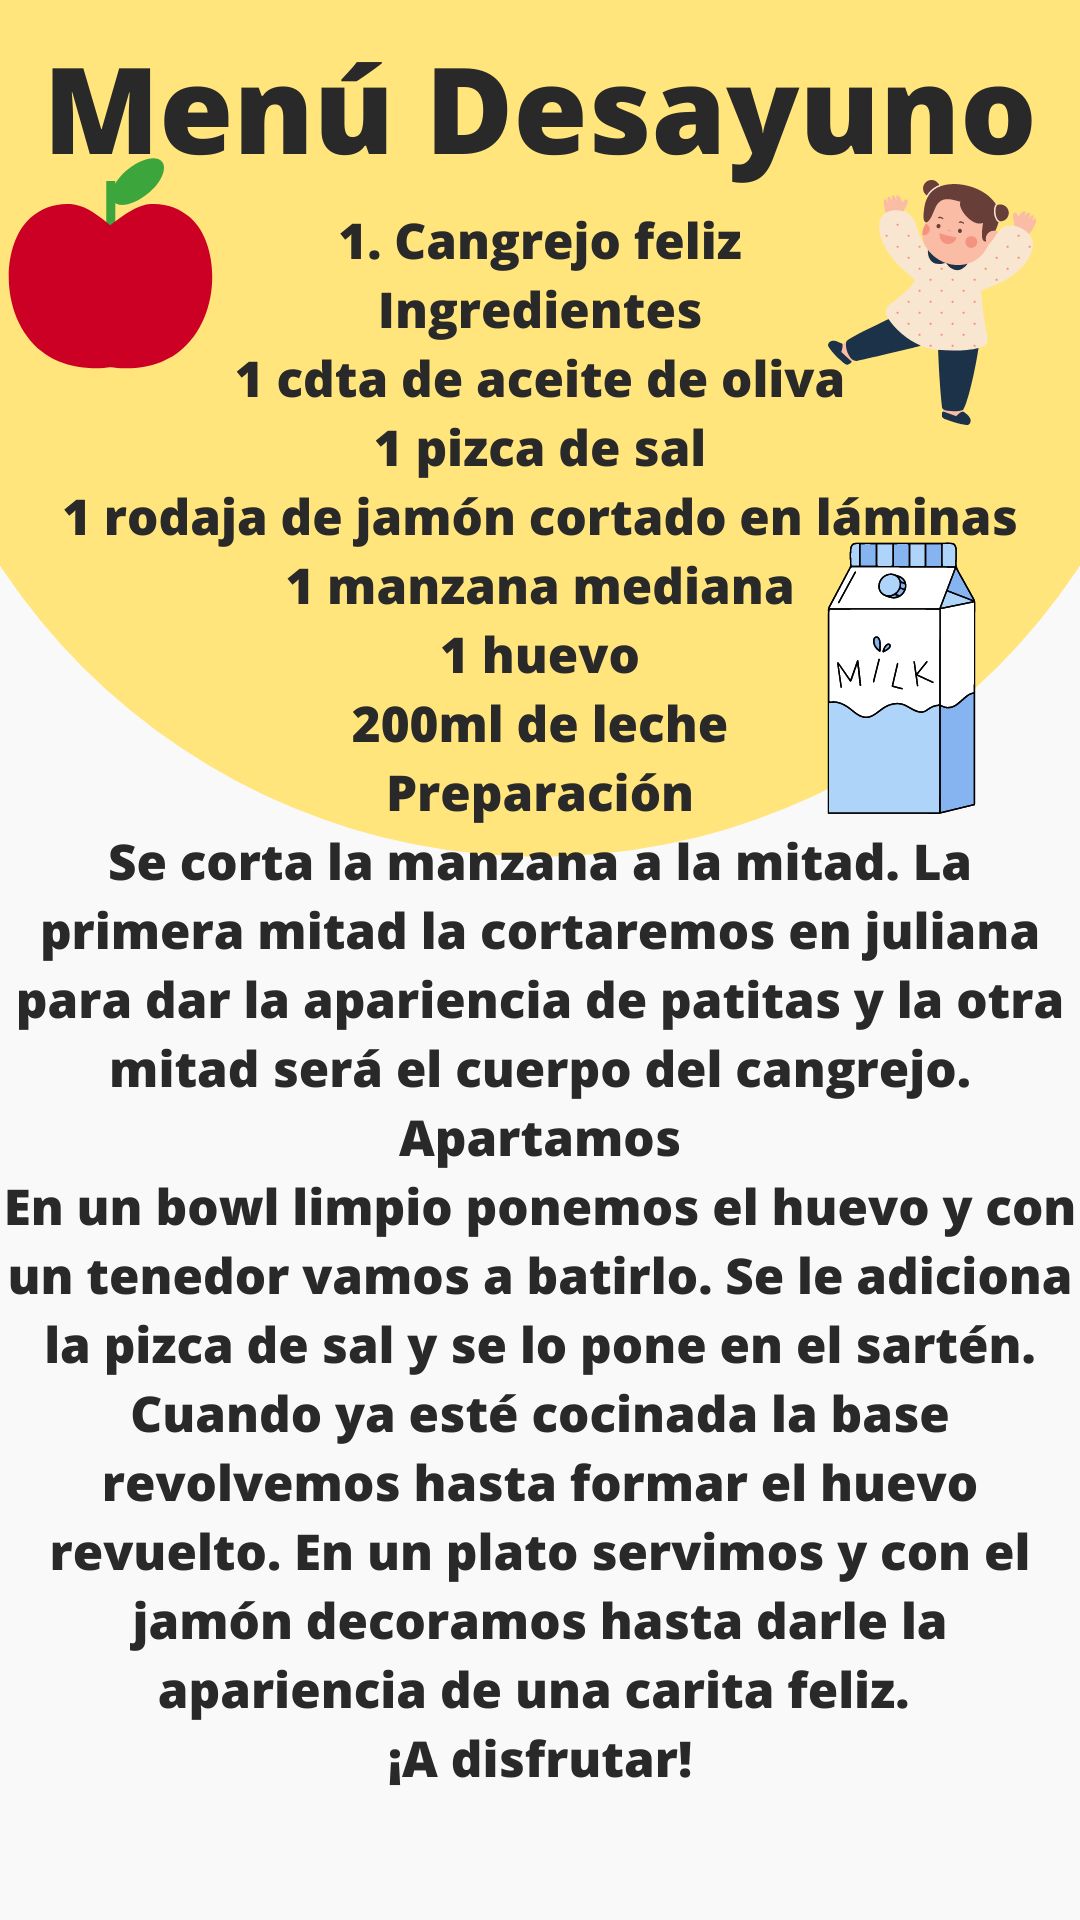 Menú Desayuno
1. Cangrejo feliz
Ingredientes
1 cdta de aceite de oliva
1 pizca de sal
1 rodaja de jamón cortado en láminas
1 manzana mediana
1 huevo
MILK
200ml de leche
Preparación
Se corta la manzana a la mitad. La
primera mitad la cortaremos en juliana
para dar la apariencia de patitas y la otra
mitad será el cuerpo del cangrejo.
Apartamos
En un bowl limpio ponemos el huevo y con
un tenedor vamos a batirlo. Se le adiciona
la pizca de sal y se lo pone en el sartén.
Cuando ya esté cocinada la base
revolvemos hasta formar el huevo
revuelto. En un plato servimos y con el
jamón decoramos hasta darle la
apariencia de una carita feliz.
¡A disfrutar!